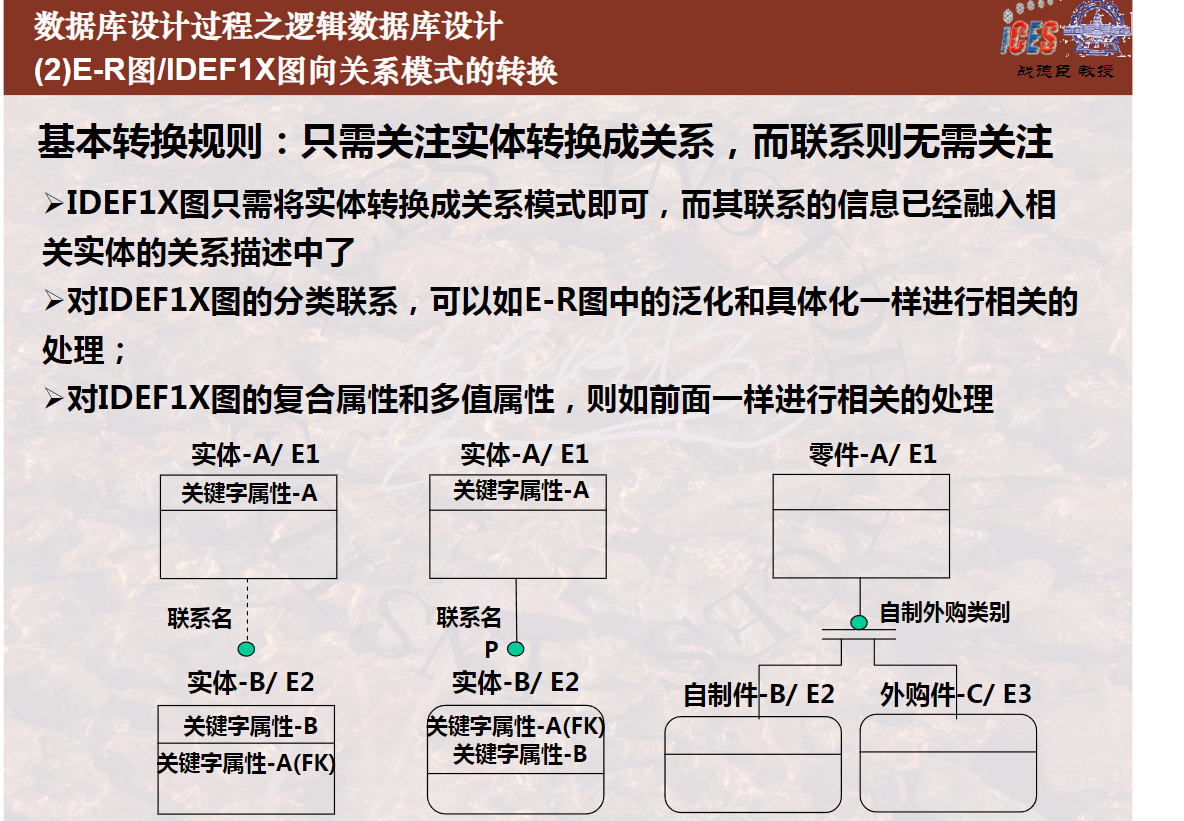 数据库设计过程之逻辑数据库设计
(2)E-R图/IDEF1X图向关系模式的转换
iCES
战德臣 教授
基本转换规则：只需关注实体转换成关系，而联系则无需关注
➢IDEF1X图只需将实体转换成关系模式即可，而其联系的信息已经融入相
关实体的关系描述中了
➢对IDEF1X图的分类联系，可以如E-R图中的泛化和具体化一样进行相关的
处理；
➢对IDEF1X图的复合属性和多值属性，则如前面一样进行相关的处理
实体-A/ E1
关键字属性-A
联系名
实体-B/ E2
关键字属性-B
关键字属性-A(FK)
实体-A/ E1
关键字属性-A
联系名
P
实体-B/ E2
关键字属性-A(FK)
关键字属性-B
零件-A/ E1
自制外购类别
自制件-B/ E2
外购件-C/ E3